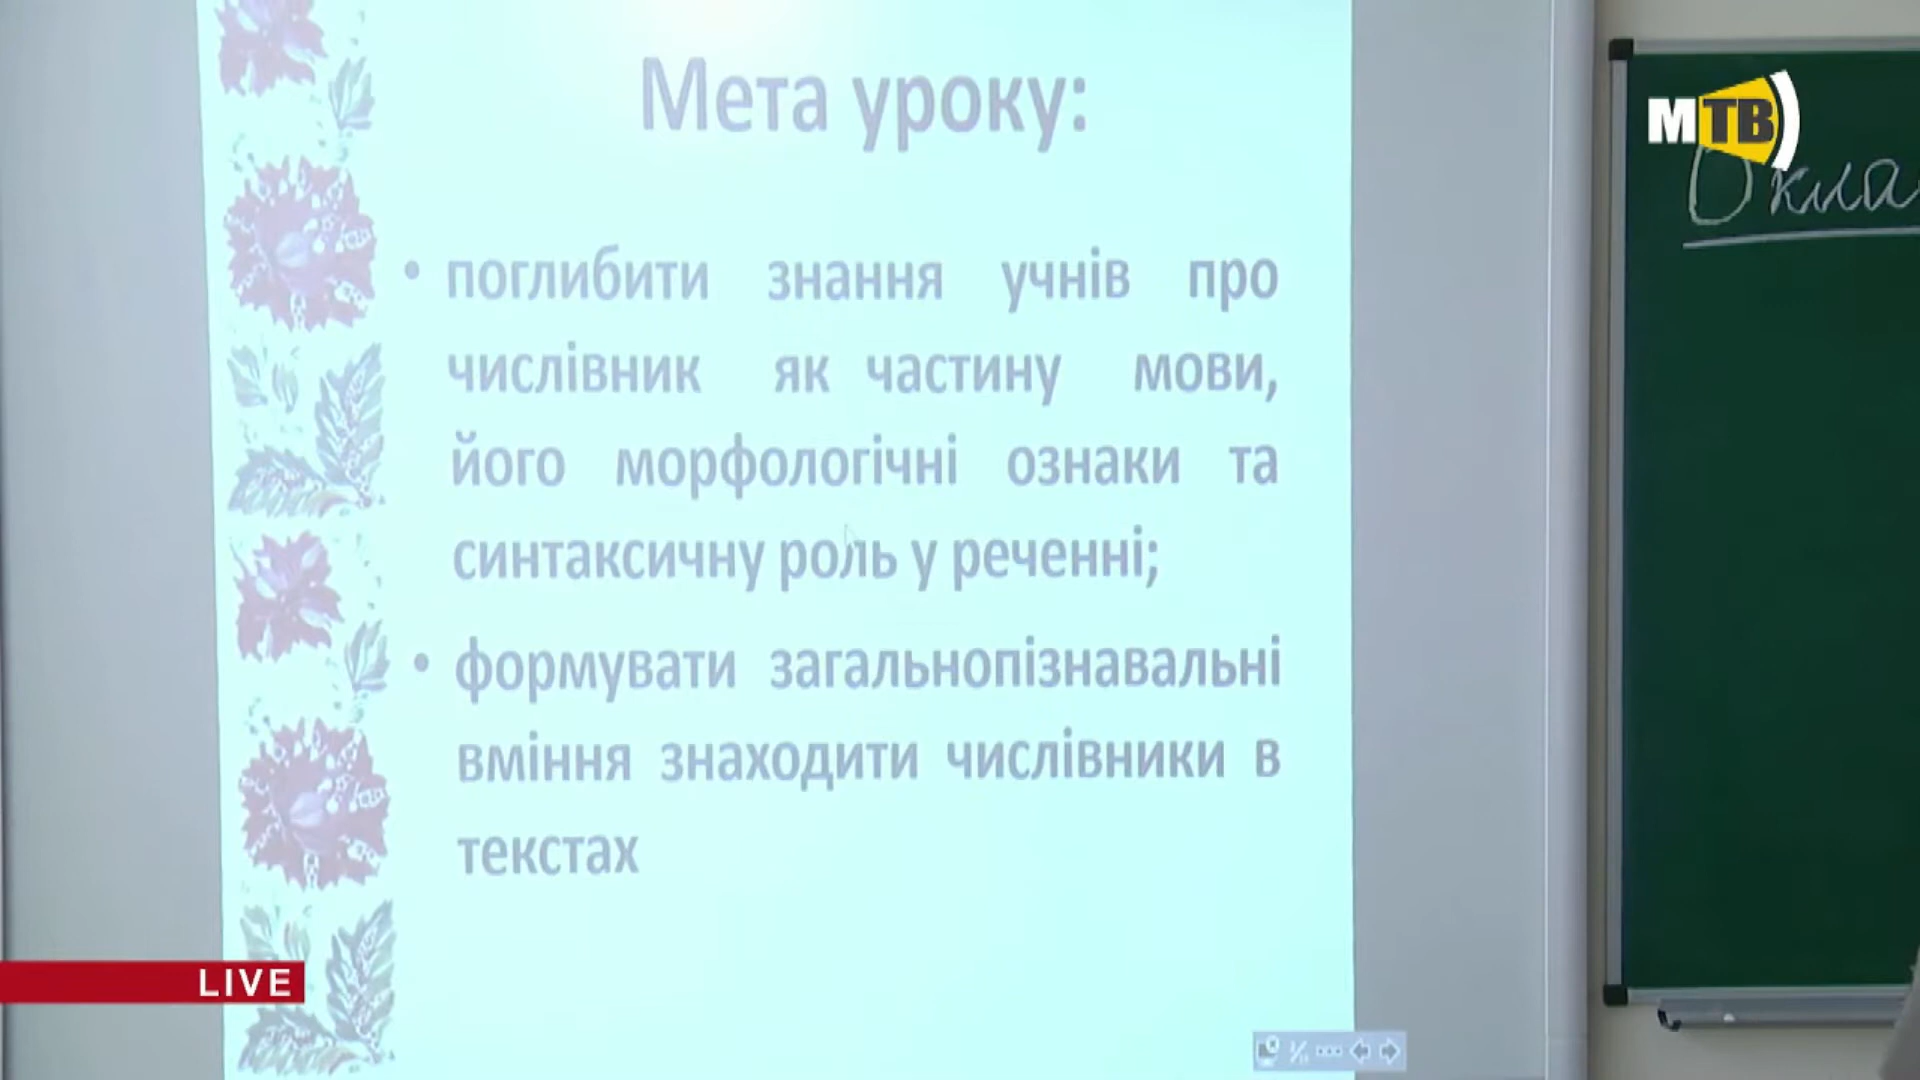 Мета уроку:
• поглибити знання учнів про
числівник як частину мови,
його морфологічні ознаки та
синтаксичну роль у реченні;
• формувати загальнопізнавальні
вміння знаходити числівники в
текстах
МТВ
LIVE